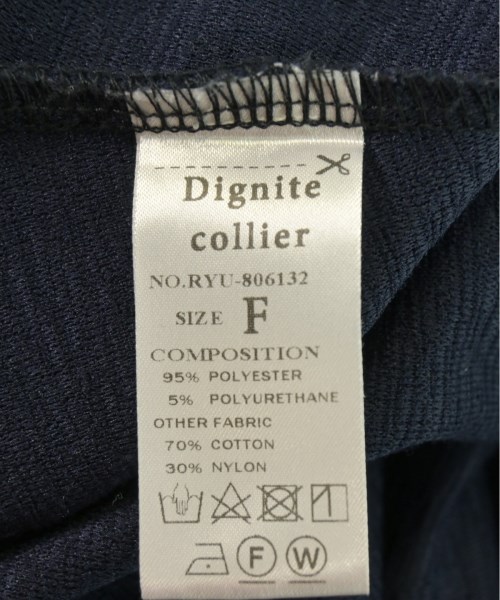 Dignite
collier
NO.RYU-806132
SIZE F
COMPOSITION
95% POLYESTER
5% POLYURETHANE
OTHER FABRIC
70% COTTON
30% NYLON
F W